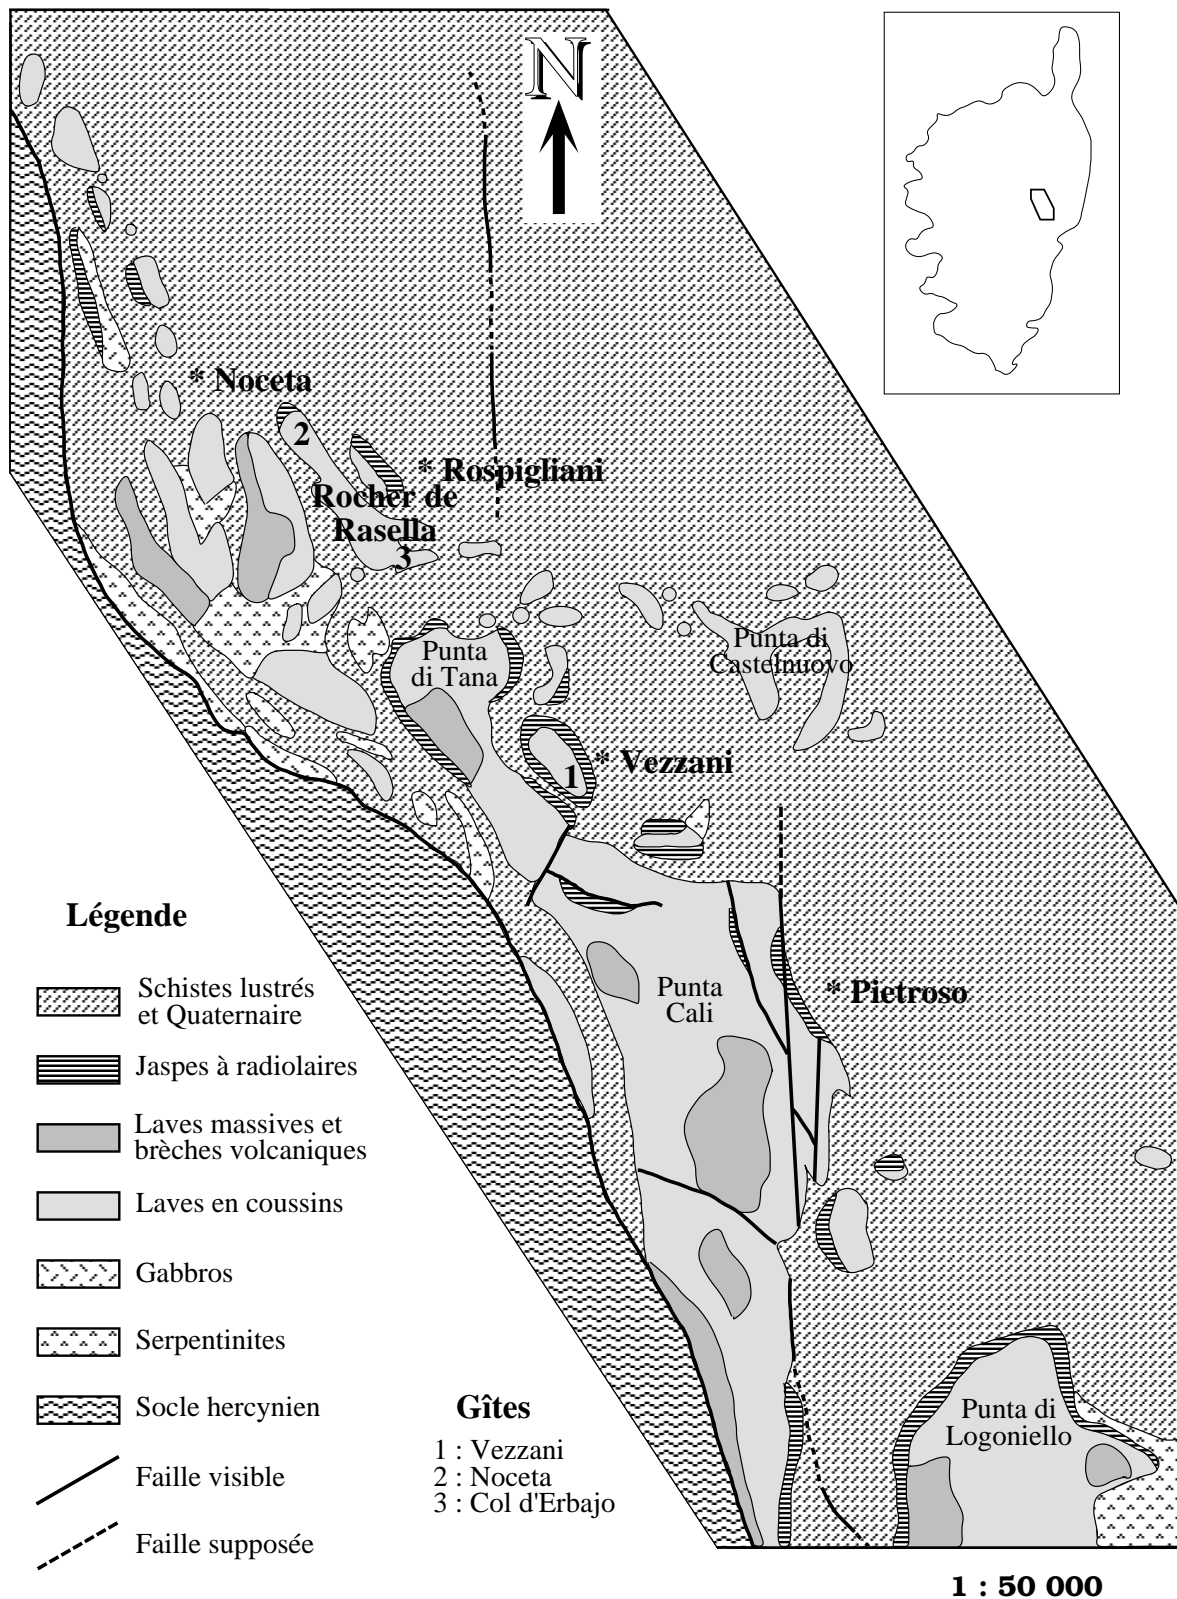 N
* Noceta
2
* Rospigliani
Rocher de
Rasella
3
Punta
di Tana
Punta di
Castelnuovo
1
* Vezzani
Punta
Cali
* Pietroso
Punta di
Logoniello
Légende
Schistes lustrés
et Quaternaire
Jaspes à radiolaires
Laves massives et
brèches volcaniques
Laves en coussins
Gabbros
Serpentinites
Socle hercynien
Faille visible
Faille supposée
Gîtes
1 : Vezzani
2 : Noceta
3 : Col d'Erbajo
1 : 50 000